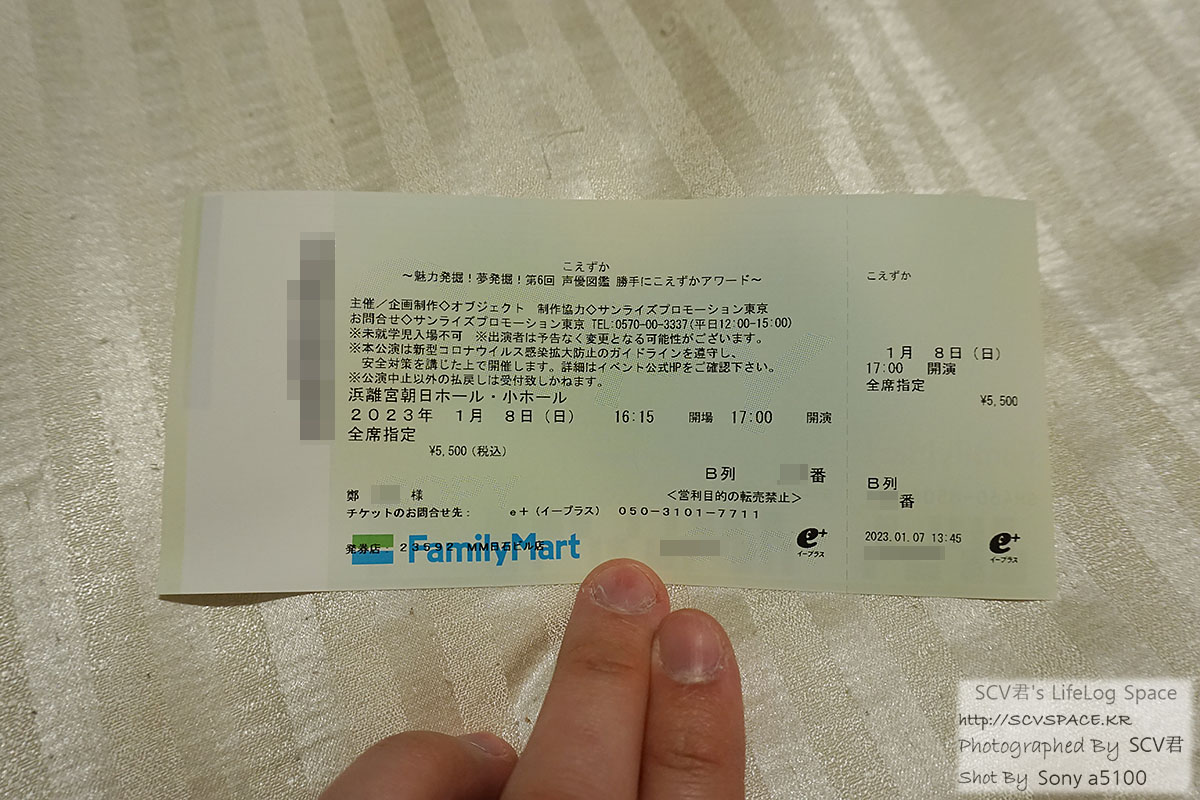 こえずか
～魅力発掘！夢発掘！第6回 声優図鑑 勝手にこえずかアワード～
主催／企画制作◇オブジェクト　制作協力◇サンライズプロモーション東京
お問合せ◇サンライズプロモーション東京 TEL:0570-00-3337(平日12:00-15:00)
※未就学児入場不可　※出演者は予告なく変更となる可能性がございます。
※本公演は新型コロナウイルス感染拡大防止のガイドラインを遵守し、
安全対策を講じた上で開催します。詳細はイベント公式HPをご確認下さい。
※公演中止以外の払戻しは受付致しかねます。
浜離宮朝日ホール・小ホール
２０２３年　１月　８日（日）　16:15　開場　17:00　開演
全席指定
¥5,500（税込）
Ｂ列　番
鄭　様　＜営利目的の転売禁止＞
チケットのお問合せ先：　e+（イープラス）　０５０-３１０１-７７１１
発券店：２３５９２　MM日石ビル店
FamilyMart
e+
イープラス
こえずか
１月　８日（日）
17:00　開演
全席指定
¥5,500
Ｂ列
番
2023.01.07 13:45
e+
イープラス
SCV君's LifeLog Space
http://SCVSPACE.KR
Photographed By SCV君
Shot By Sony a5100